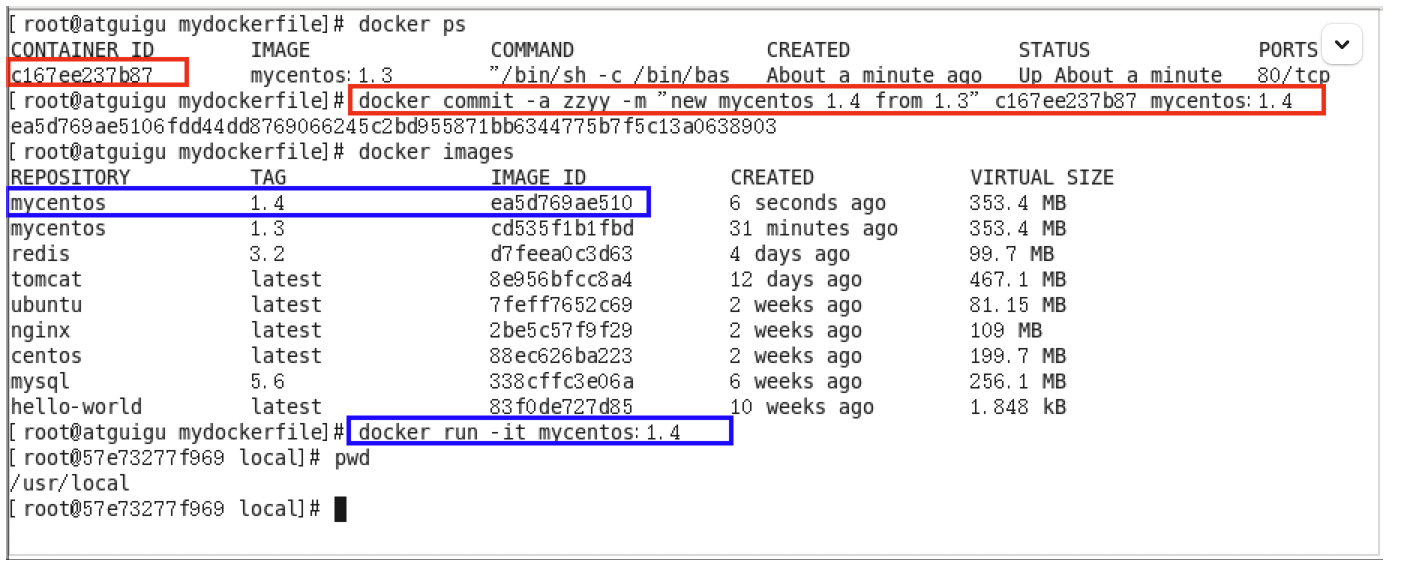 [root@atguigu mydockerfile]# docker ps
CONTAINER ID IMAGE COMMAND CREATED STATUS PORTS
c167ee237b87 mycentos:1.3 "/bin/sh -c /bin/bas About a minute ago Up About a minute 80/tcp
[root@atguigu mydockerfile]# docker commit -a zzyy -m "new mycentos 1.4 from 1.3" c167ee237b87 mycentos:1.4
ea5d769ae5106fdd44dd8769066245c2bd955871bb6344775b7f5c13a0638903
[root@atguigu mydockerfile]# docker images
REPOSITORY TAG IMAGE ID CREATED VIRTUAL SIZE
mycentos 1.4 ea5d769ae510 6 seconds ago 353.4 MB
mycentos 1.3 cd535f1b1fbd 31 minutes ago 353.4 MB
redis 3.2 d7feea0c3d63 4 days ago 99.7 MB
tomcat latest 8e956bfcc8a4 12 days ago 467.1 MB
ubuntu latest 7feff7652c69 2 weeks ago 81.15 MB
nginx latest 2be5c57f9f29 2 weeks ago 109 MB
centos latest 88ec626ba223 2 weeks ago 199.7 MB
mysql 5.6 338cffc3e06a 6 weeks ago 256.1 MB
hello-world latest 83f0de727d85 10 weeks ago 1.848 kB
[root@atguigu mydockerfile]# docker run -it mycentos:1.4
[root@57e73277f969 local]# pwd
/usr/local
[root@57e73277f969 local]#